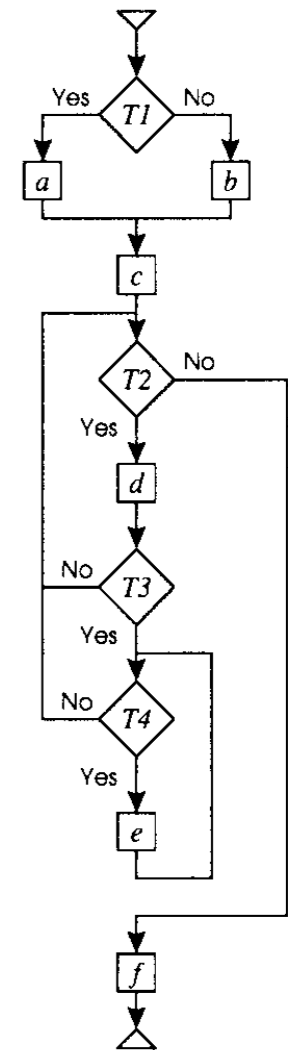 Yes T1 No
a b
c
T2 No
Yes
d
No T3
Yes
No T4
Yes
e
f